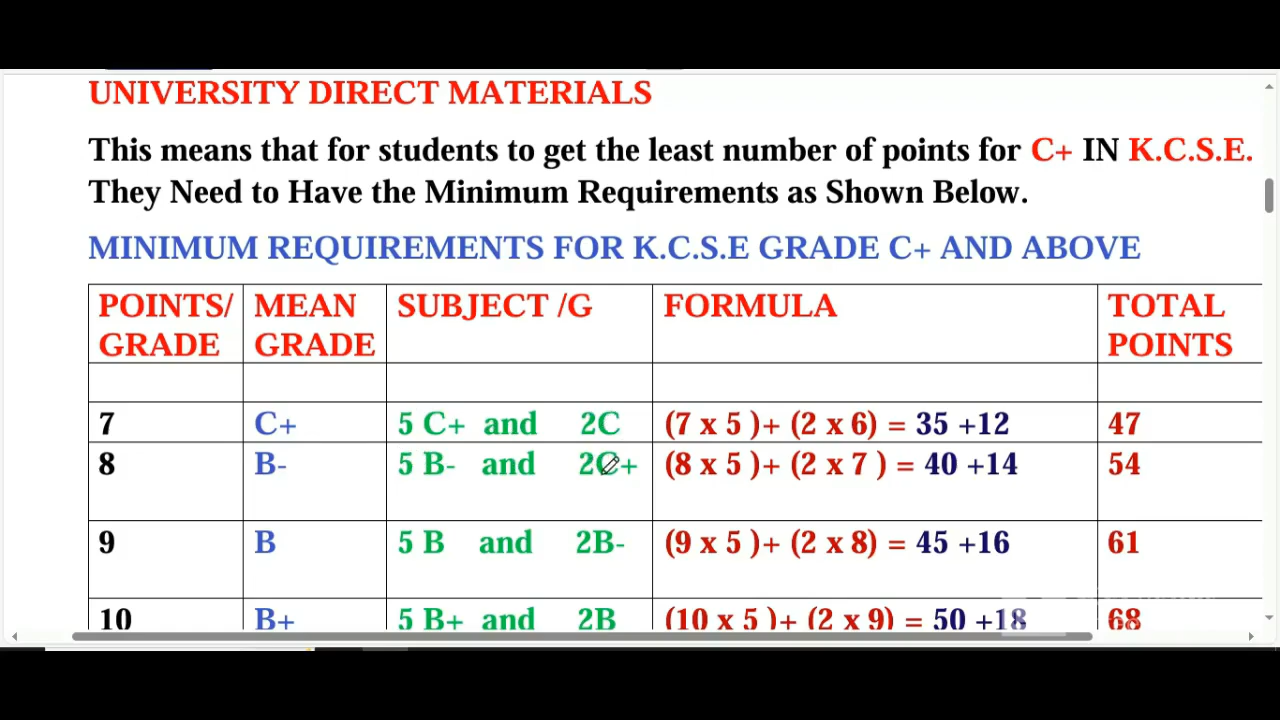 UNIVERSITY DIRECT MATERIALS
This means that for students to get the least number of points for C+ IN K.C.S.E.
They Need to Have the Minimum Requirements as Shown Below.
MINIMUM REQUIREMENTS FOR K.C.S.E GRADE C+ AND ABOVE
POINTS/ GRADE MEAN GRADE SUBJECT /G FORMULA TOTAL POINTS
7 C+ 5 C+ and 2C (7 x 5 )+ (2 x 6) = 35 +12 47
8 B- 5 B- and 2C+ (8 x 5 )+ (2 x 7 ) = 40 +14 54
9 B 5 B and 2B- (9 x 5 )+ (2 x 8) = 45 +16 61
10 B+ 5 B+ and 2B (10 x 5 )+ (2 x 9) = 50 +18 68